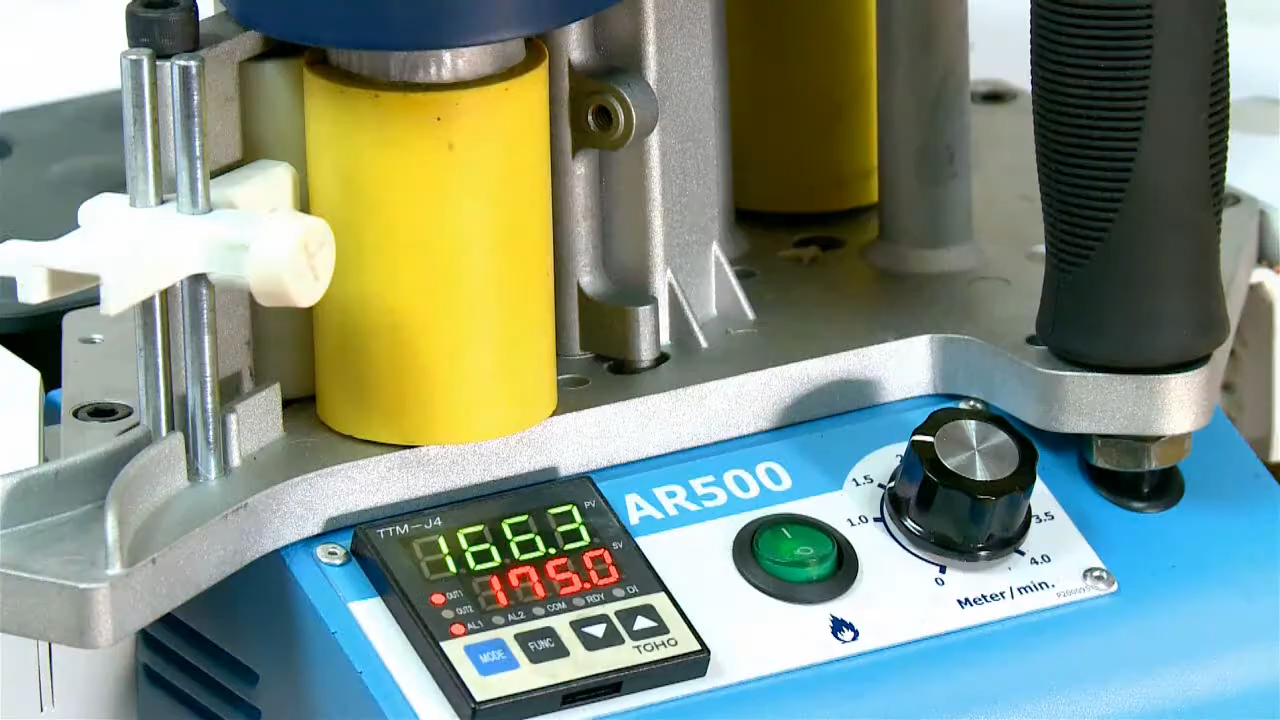 TTM-J4
166.3
PV
175.0
SV
OUT1
OUT2
AL1
AL2
COM
RDY
DI
MODE
FUNC
TOHO
AR500
1.5
1.0
3.5
4.0
0
Meter/min.